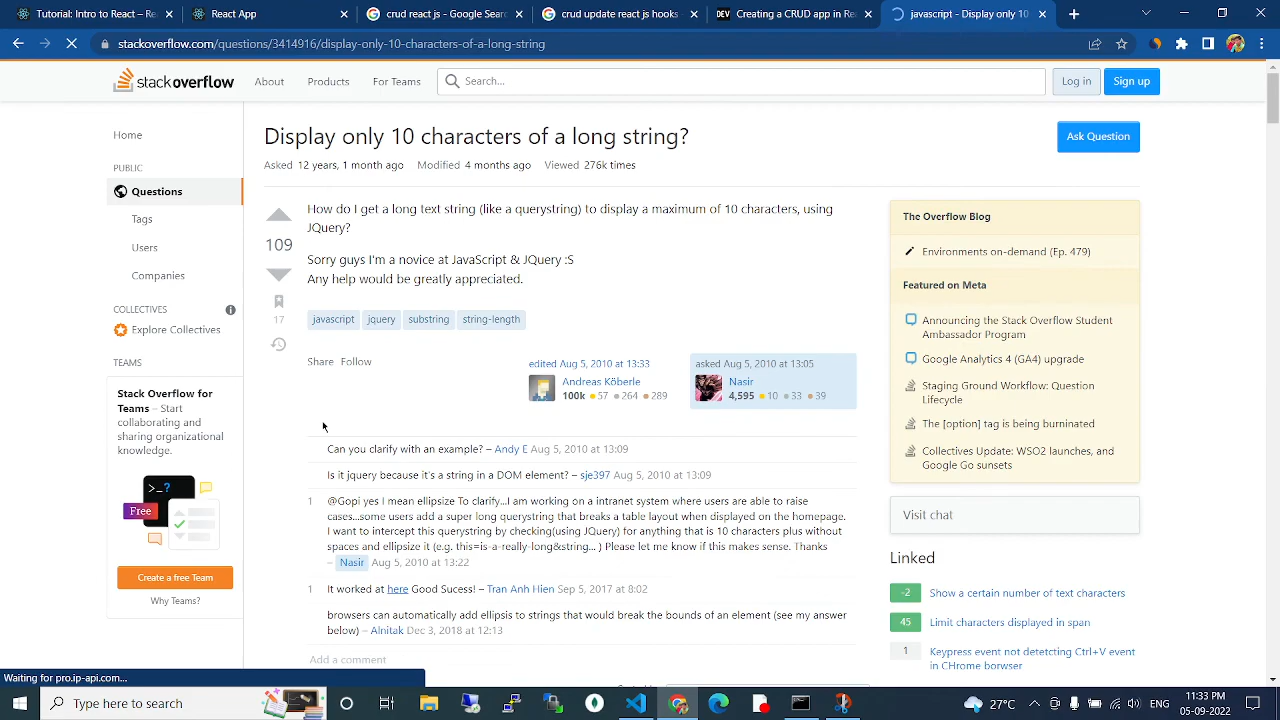 Tutorial: Intro to React – Rea
React App
crud react js - Google Searc
crud update react js hooks -
Creating a CRUD app in Rea
javascript - Display only 10
stackoverflow.com/questions/3414916/display-only-10-characters-of-a-long-string
stackoverflow
About
Products
For Teams
Search...
Log in
Sign up
Home
PUBLIC
Questions
Tags
Users
Companies
COLLECTIVES
Explore Collectives
TEAMS
Stack Overflow for
Teams – Start
collaborating and
sharing organizational
knowledge.
>_?
Free
Create a free Team
Why Teams?
Display only 10 characters of a long string?
Ask Question
Asked 12 years, 1 month ago Modified 4 months ago Viewed 276k times
109
17
How do I get a long text string (like a querystring) to display a maximum of 10 characters, using
JQuery?
Sorry guys I'm a novice at JavaScript & JQuery :S
Any help would be greatly appreciated.
javascript jquery substring string-length
Share Follow
edited Aug 5, 2010 at 13:33
Andreas Köberle
100k 57 264 289
asked Aug 5, 2010 at 13:05
Nasir
4,595 10 33 39
Can you clarify with an example? – Andy E Aug 5, 2010 at 13:09
Is it jquery because it's a string in a DOM element? – sje397 Aug 5, 2010 at 13:09
1 @Gopi yes I mean ellipsize To clarify...I am working on a intranet system where users are able to raise
cases...some users add a super long querystring that breaks a table layout when displayed on the homepage.
I want to intercept this querystring by checking(using JQuery) for anything that is 10 characters plus without
spaces and ellipsize it (e.g. this=is-a-really-long&string... ) Please let me know if this makes sense. Thanks
– Nasir Aug 5, 2010 at 13:22
1 It worked at here Good Sucess! – Tran Anh Hien Sep 5, 2017 at 8:02
browsers can automatically add ellipsis to strings that would break the bounds of an element (see my answer
below) – Alnitak Dec 3, 2018 at 12:13
Add a comment
The Overflow Blog
Environments on-demand (Ep. 479)
Featured on Meta
Announcing the Stack Overflow Student
Ambassador Program
Google Analytics 4 (GA4) upgrade
Staging Ground Workflow: Question
Lifecycle
The [option] tag is being burninated
Collectives Update: WSO2 launches, and
Google Go sunsets
Visit chat
Linked
-2 Show a certain number of text characters
45 Limit characters displayed in span
1 Keypress event not detetcting Ctrl+V event
in CHrome borwser
Waiting for pro.ip-api.com...
Type here to search
ENG
11:33 PM
05-09-2022